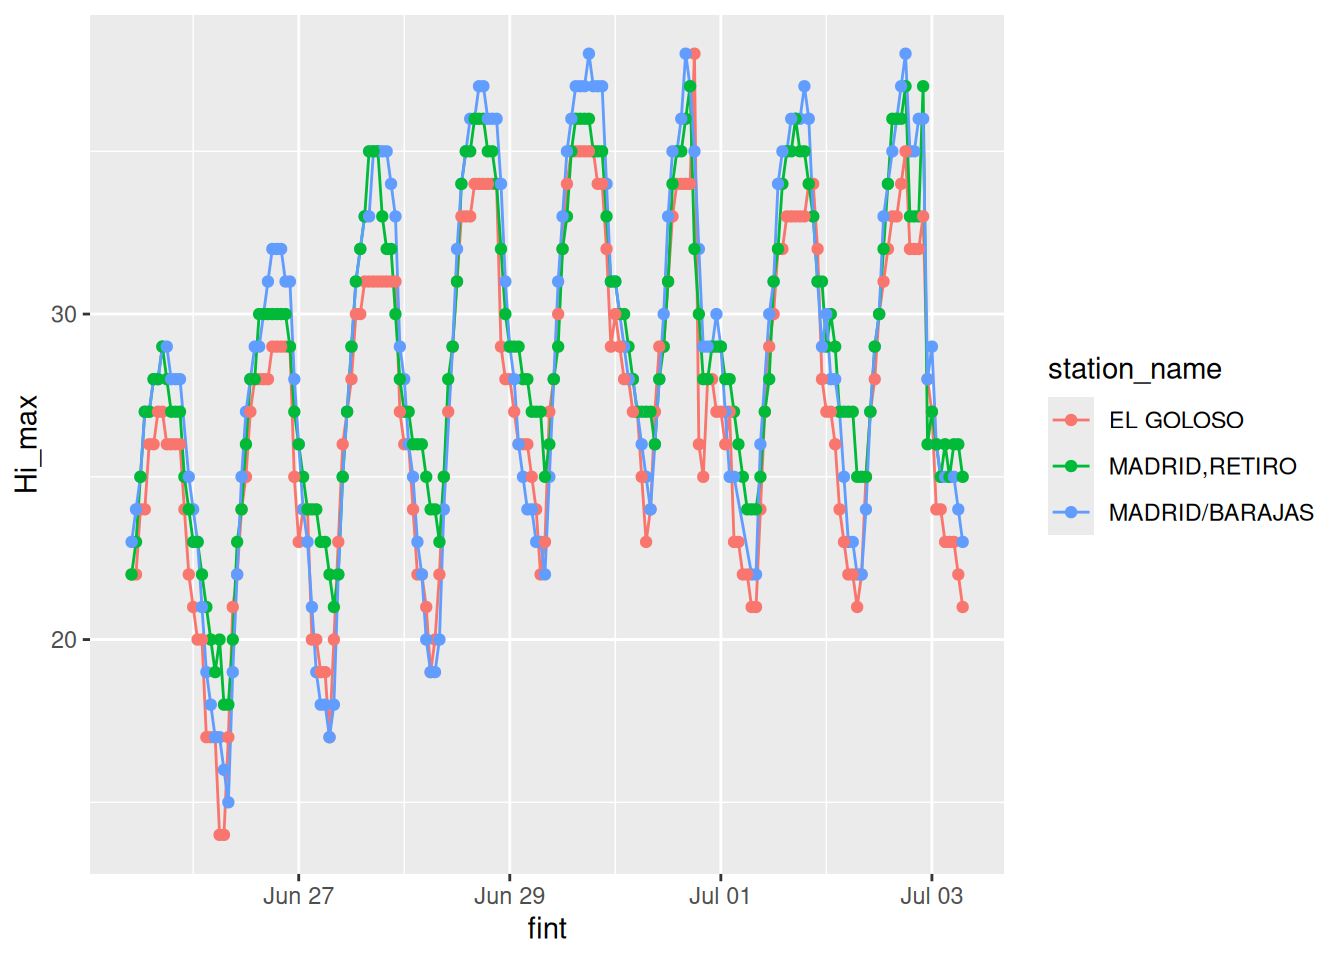 Hi_max
30
20
Jun 27
Jun 29
Jul 01
Jul 03
fint
station_name
EL GOLOSO
MADRID,RETIRO
MADRID/BARAJAS